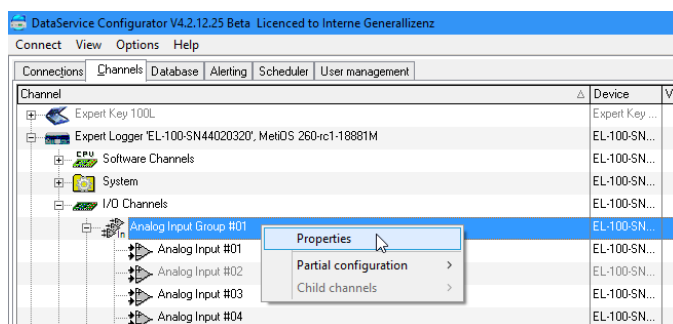 DataService Configurator V4.2.12.25 Beta Licenced to Interne Generallizenz
Connect View Options Help
Connections Channels Database Alerting Scheduler User management
Channel Device V
Expert Key 100L Expert Key ...
Expert Logger 'EL-100-SN44020320', MetiOS 260-rc1-18881M EL-100-SN...
CPU Software Channels EL-100-SN...
System EL-100-SN...
I/O Channels EL-100-SN...
In Analog Input Group #01 EL-100-SN...
Properties
Analog Input #01 EL-100-SN...
Partial configuration >
Analog Input #02 EL-100-SN...
Child channels >
Analog Input #03 EL-100-SN...
Analog Input #04 EL-100-SN...